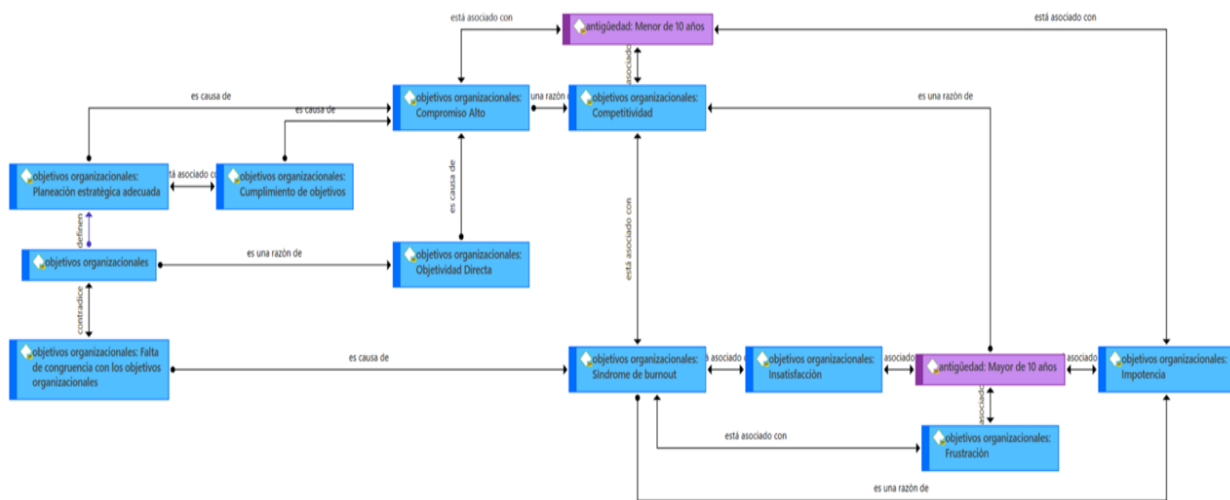 está asociado con
antigüedad: Menor de 10 años
está asociado con
asociado
objetivos organizacionales:
Compromiso Alto
una razón d
objetivos organizacionales:
Competitividad
es causa de
es causa de
es una razón de
objetivos organizacionales:
Planeación estratégica adecuada
tá asociado co
objetivos organizacionales:
Cumplimiento de objetivos
es causa de
está asociado con
definen
objetivos organizacionales
es una razón de
objetivos organizacionales:
Objetividad Directa
contradice
objetivos organizacionales: Falta
de congruencia con los objetivos
organizacionales
es causa de
objetivos organizacionales:
Síndrome de burnout
á asociado
objetivos organizacionales:
Insatisfacción
asociado
antigüedad: Mayor de 10 años
asociado
objetivos organizacionales:
Impotencia
asociado
está asociado con
objetivos organizacionales:
Frustración
es una razón de